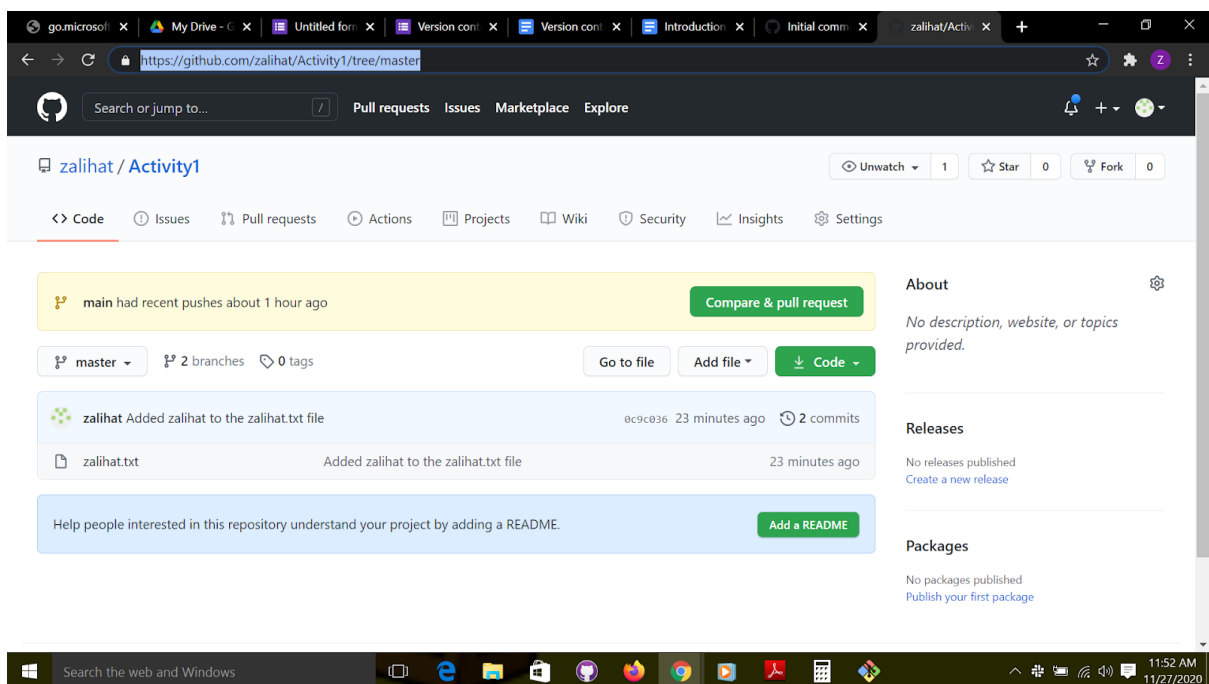 go.microsoft My Drive - G Untitled form Version cont Version cont Introduction Initial comm zalihat/Activ
https://github.com/zalihat/Activity1/tree/master Z
Search or jump to... / Pull requests Issues Marketplace Explore
zalihat / Activity1 Unwatch 1 Star 0 Fork 0
<> Code Issues Pull requests Actions Projects Wiki Security Insights Settings
main had recent pushes about 1 hour ago Compare & pull request
master 2 branches 0 tags Go to file Add file Code
zalihat Added zalihat to the zalihat.txt file 0c9c036 23 minutes ago 2 commits
zalihat.txt Added zalihat to the zalihat.txt file 23 minutes ago
Help people interested in this repository understand your project by adding a README. Add a README
About
No description, website, or topics
provided.
Releases
No releases published
Create a new release
Packages
No packages published
Publish your first package
Search the web and Windows 11:52 AM
11/27/2020